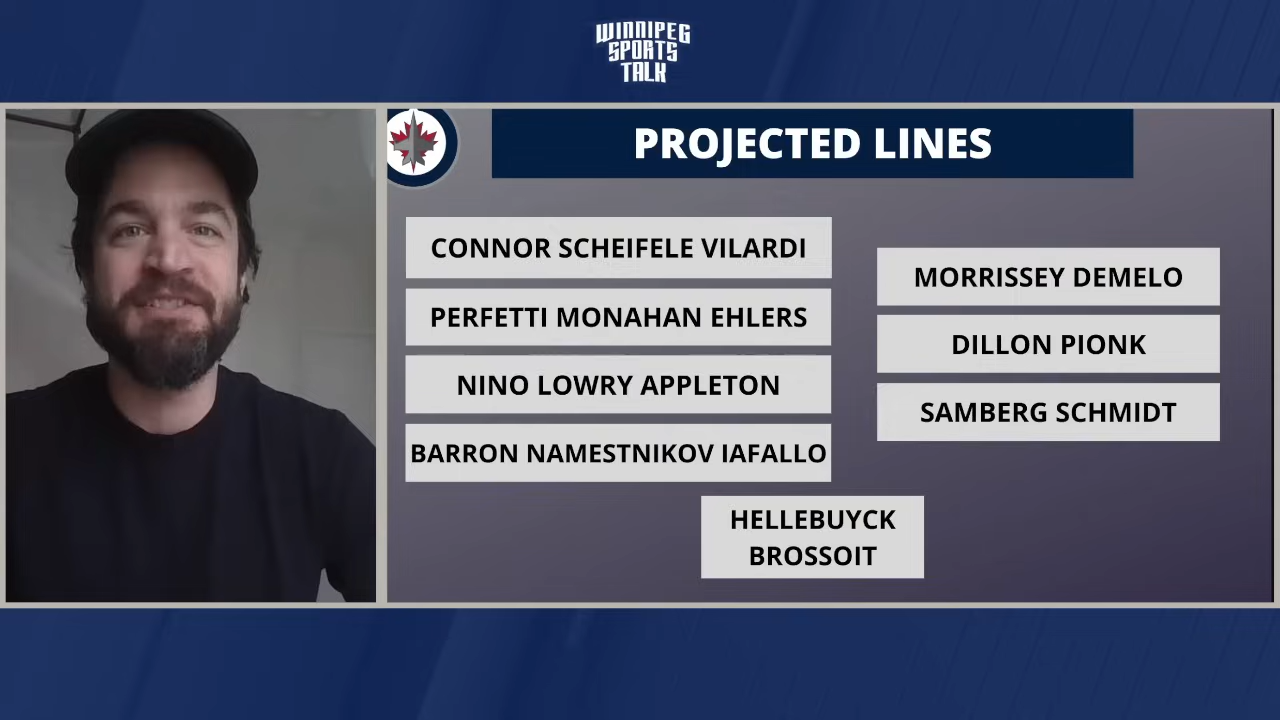 WINNIPEG
SPORTS
TALK
PROJECTED LINES
CONNOR SCHEIFELE VILARDI
PERFETTI MONAHAN EHLERS
NINO LOWRY APPLETON
BARRON NAMESTNIKOV IAFALLO
MORRISSEY DEMELO
DILLON PIONK
SAMBERG SCHMIDT
HELLEBUYCK
BROSSOIT